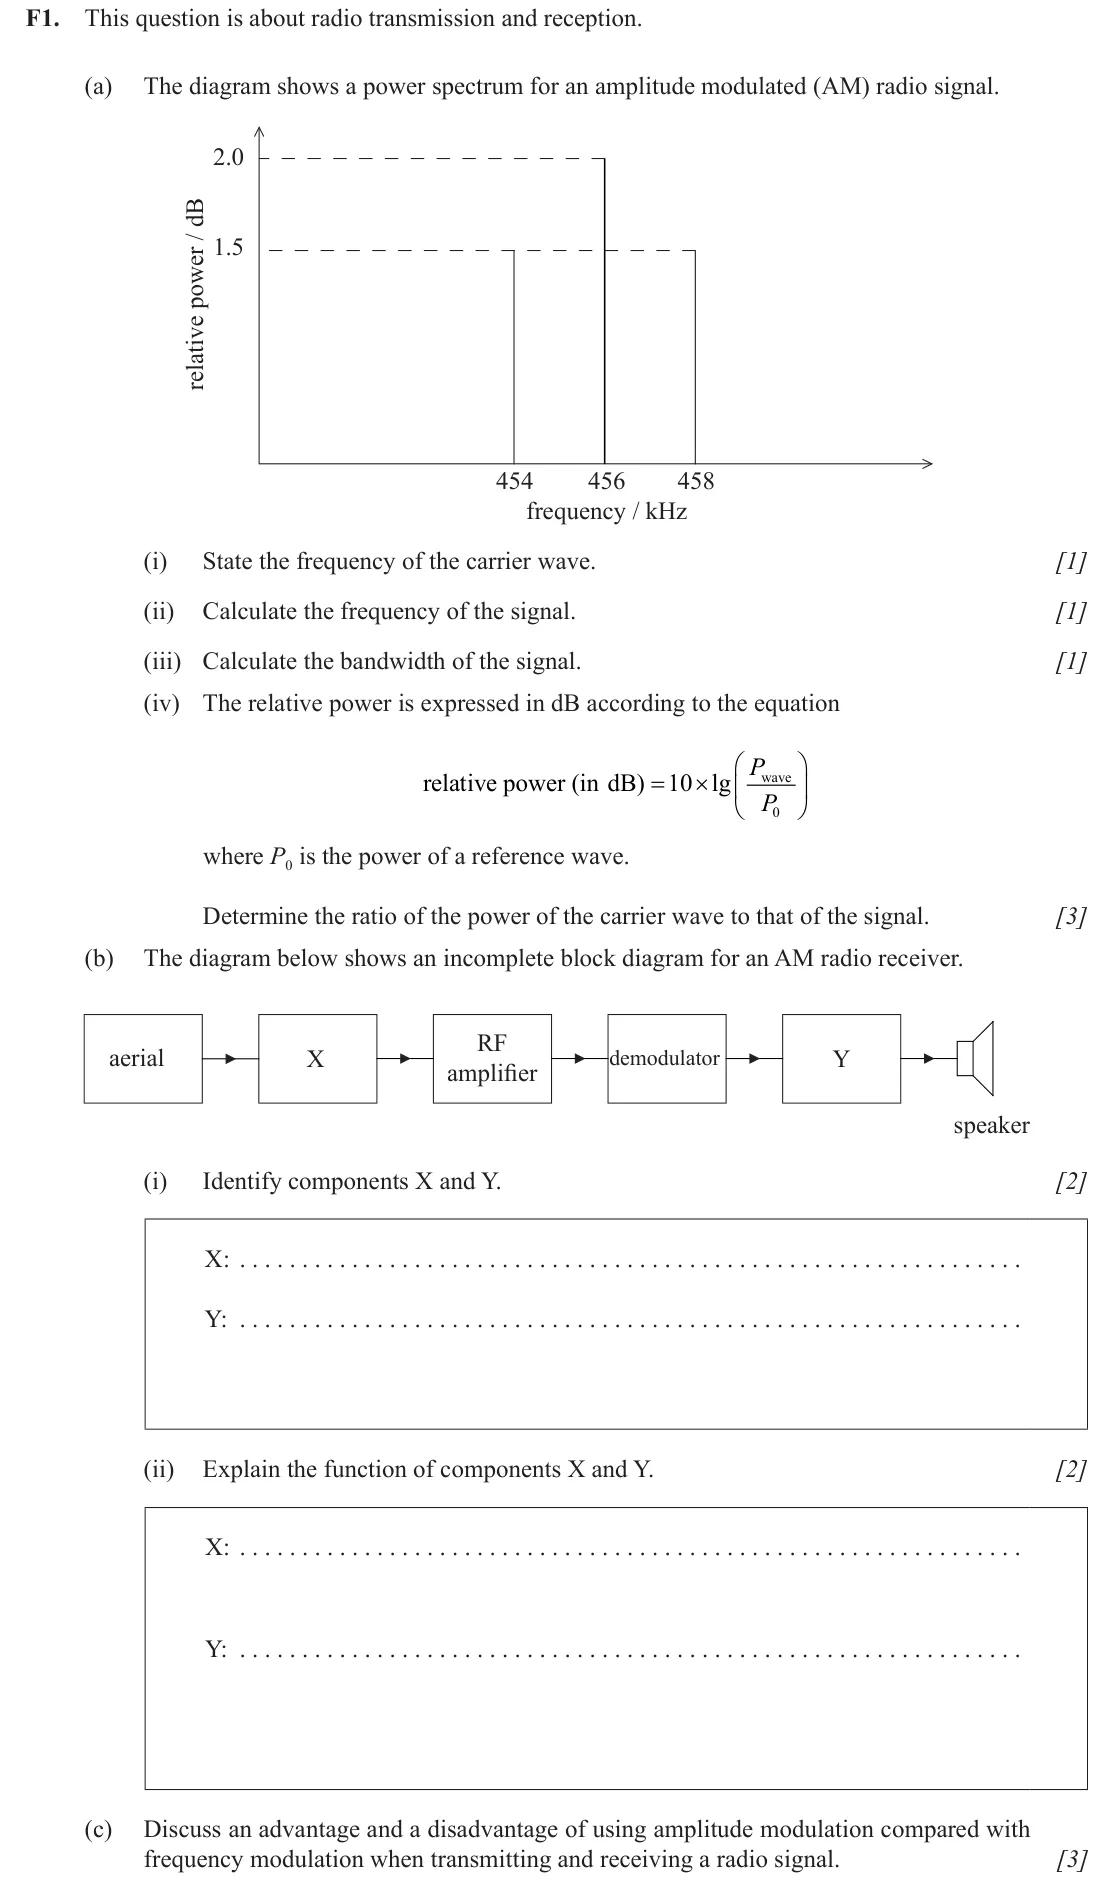 F1. This question is about radio transmission and reception.
(a) The diagram shows a power spectrum for an amplitude modulated (AM) radio signal.
2.0
1.5
relative power / dB
454 456 458
frequency / kHz
(i) State the frequency of the carrier wave. [1]
(ii) Calculate the frequency of the signal. [1]
(iii) Calculate the bandwidth of the signal. [1]
(iv) The relative power is expressed in dB according to the equation
relative power (in dB) = 10 × lg(P_wave / P_0)
where P_0 is the power of a reference wave.
Determine the ratio of the power of the carrier wave to that of the signal. [3]
(b) The diagram below shows an incomplete block diagram for an AM radio receiver.
aerial
X
RF
amplifier
demodulator
Y
speaker
(i) Identify components X and Y. [2]
X: . . . . . . . . . . . . . . . . . . . . . . . . . . . . . . . . . . . . . . . . . . . . . . . . . . . . . . . . . . . . . . .
Y: . . . . . . . . . . . . . . . . . . . . . . . . . . . . . . . . . . . . . . . . . . . . . . . . . . . . . . . . . . . . . . .
(ii) Explain the function of components X and Y. [2]
X: . . . . . . . . . . . . . . . . . . . . . . . . . . . . . . . . . . . . . . . . . . . . . . . . . . . . . . . . . . . . . . .
Y: . . . . . . . . . . . . . . . . . . . . . . . . . . . . . . . . . . . . . . . . . . . . . . . . . . . . . . . . . . . . . . .
(c) Discuss an advantage and a disadvantage of using amplitude modulation compared with
frequency modulation when transmitting and receiving a radio signal. [3]